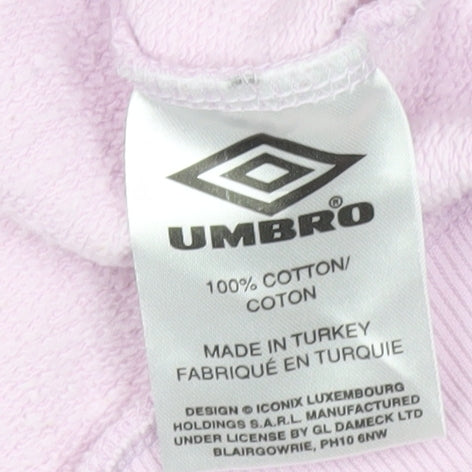 UMBRO®
100% COTTON/
COTON
MADE IN TURKEY
FABRIQUÉ EN TURQUIE
DESIGN © ICONIX LUXEMBOURG
HOLDINGS S.A.R.L. MANUFACTURED
UNDER LICENSE BY GL DAMECK LTD
BLAIRGOWRIE, PH10 6NW